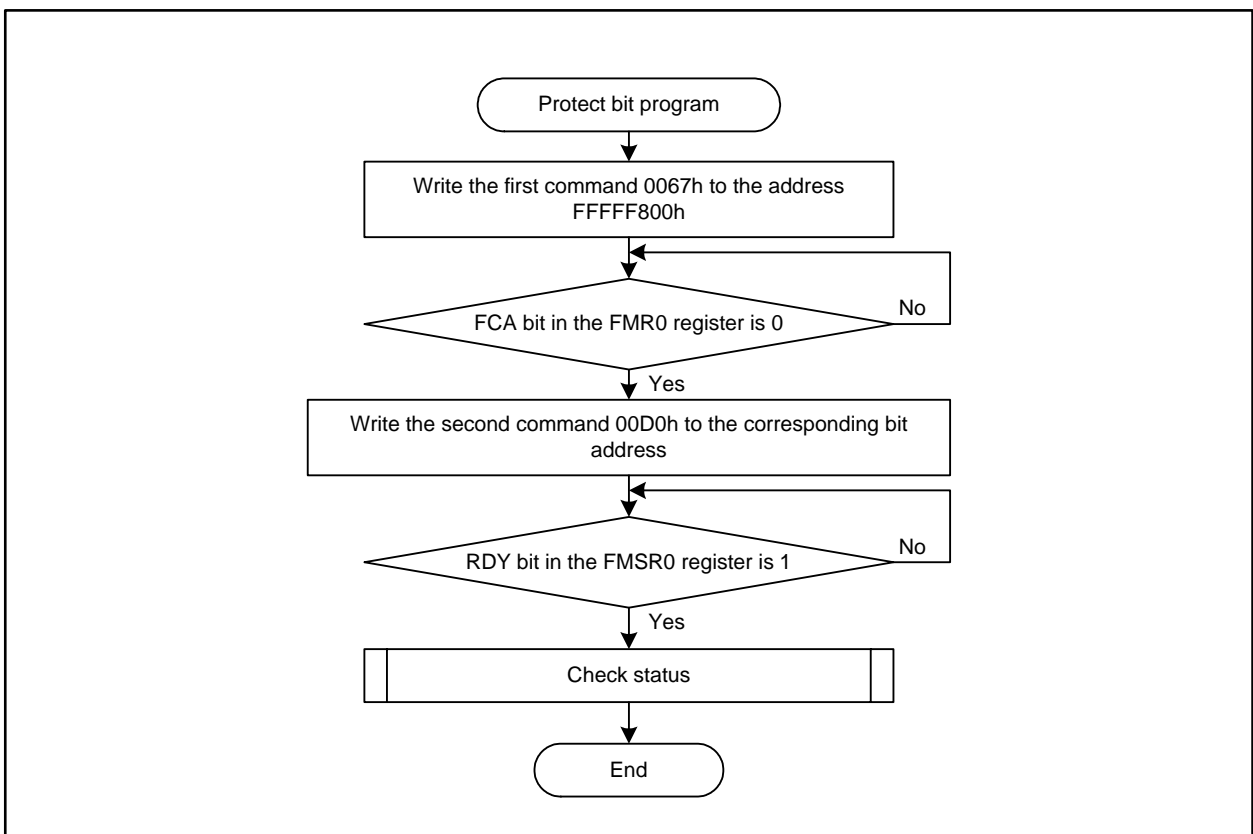 Protect bit program
Write the first command 0067h to the address
FFFFF800h
FCA bit in the FMR0 register is 0
No
Yes
Write the second command 00D0h to the corresponding bit
address
RDY bit in the FMSR0 register is 1
No
Yes
Check status
End